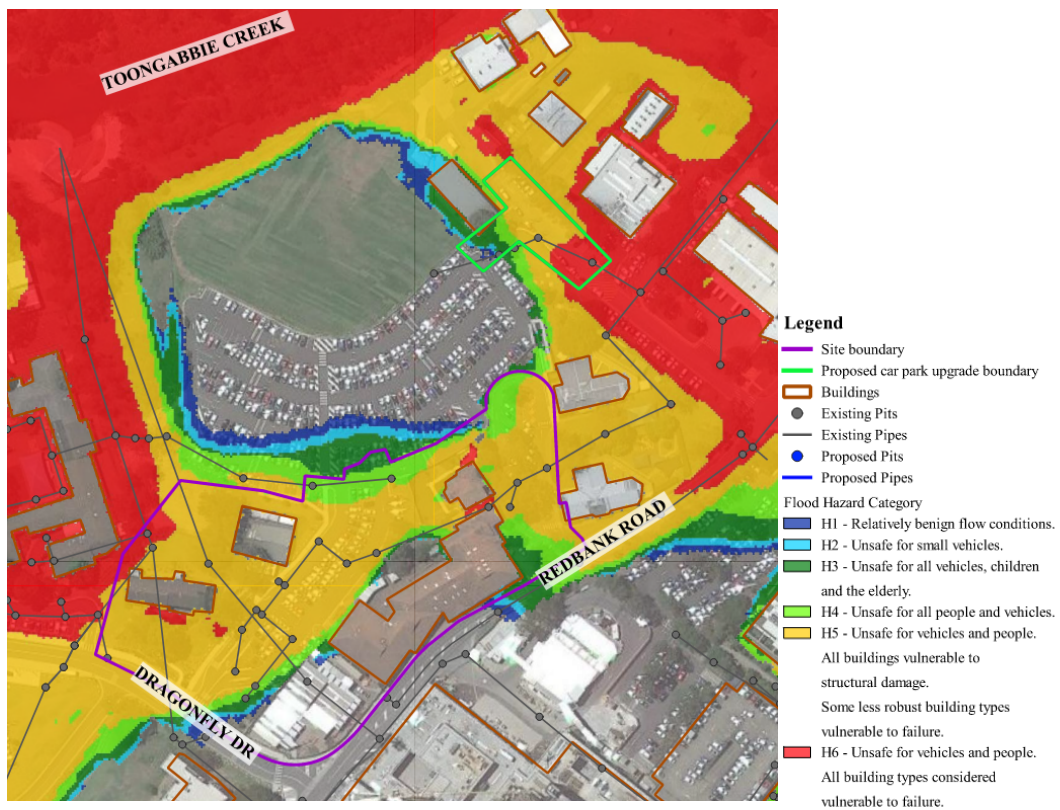 TOONGABBIE CREEK
REDBANK ROAD
DRAGONFLY DR
Legend
Site boundary
Proposed car park upgrade boundary
Buildings
Existing Pits
Existing Pipes
Proposed Pits
Proposed Pipes
Flood Hazard Category
H1 - Relatively benign flow conditions.
H2 - Unsafe for small vehicles.
H3 - Unsafe for all vehicles, children
and the elderly.
H4 - Unsafe for all people and vehicles.
H5 - Unsafe for vehicles and people.
All buildings vulnerable to
structural damage.
Some less robust building types
vulnerable to failure.
H6 - Unsafe for vehicles and people.
All building types considered
vulnerable to failure.